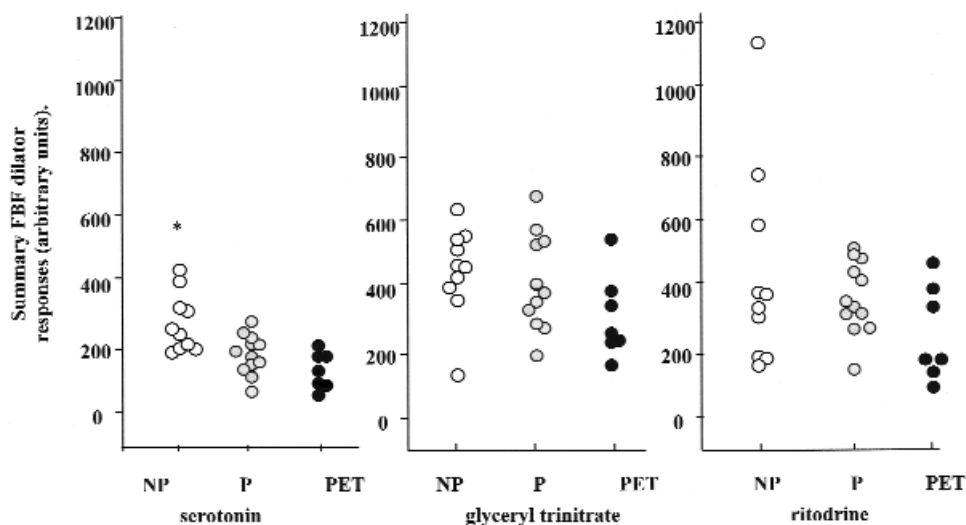 Summary FBF dilator
responses (arbitrary units).
1200
1000
800
600
400
200
0
*
NP P PET
serotonin
1200
1000
800
600
400
200
0
NP P PET
glyceryl trinitrate
1200
1000
800
600
400
200
0
NP P PET
ritodrine